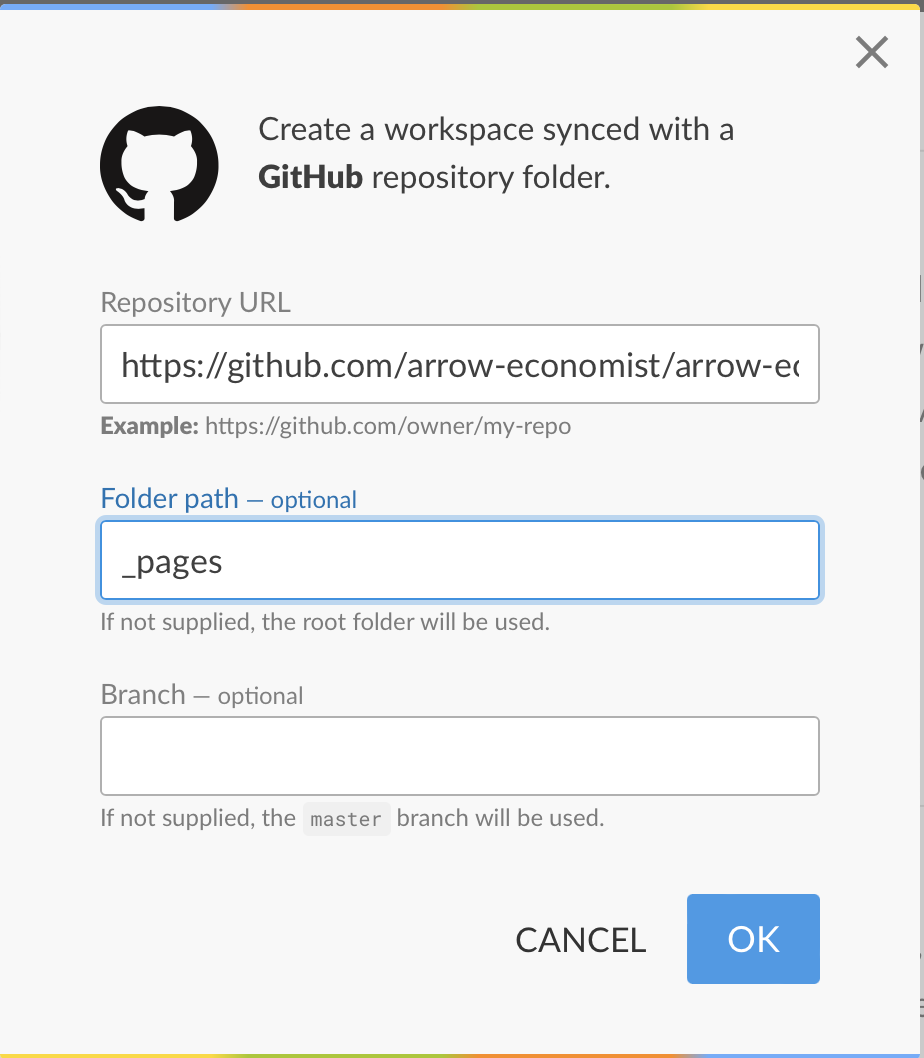 Create a workspace synced with a
GitHub repository folder.
Repository URL
https://github.com/arrow-economist/arrow-ec
Example: https://github.com/owner/my-repo
Folder path — optional
_pages
If not supplied, the root folder will be used.
Branch — optional
If not supplied, the master branch will be used.
CANCEL
OK